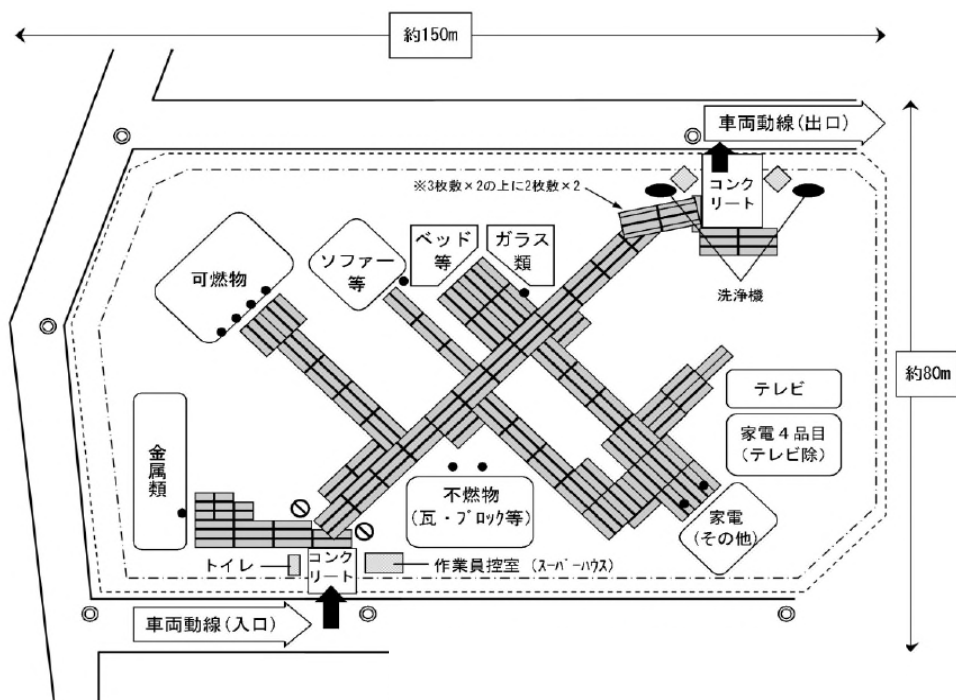 約150m
車両動線(出口)
コンク
リート
※3枚敷×2の上に2枚敷×2
洗浄機
ベッド
等
ガラス
類
ソファー
等
可燃物
約80m
テレビ
家電４品目
(テレビ除)
家電
(その他)
金属類
不燃物
(瓦・ブロック等)
トイレ
コンク
リート
作業員控室 (スーパーハウス)
車両動線(入口)